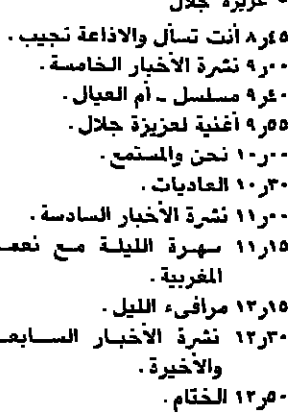 عزيزة جلال
٨٫٤٥ أنت تسأل والاذاعة تجيب .
٩٫٠٠ نشرة الأخبار الخامسة .
٩٫٤٠ مسلسل ـ أم العيال .
٩٫٥٥ أغنية لعزيزة جلال .
١٠٫٠٠ نحن والمستمع .
١٠٫٣٠ العاديات .
١١٫٠٠ نشرة الأخبار السادسة .
١١٫١٥ سهرة الليلة مع نعمـ
المغربية .
١٢٫١٥ مرافىء الليل .
١٢٫٣٠ نشرة الأخبار السابعـ
والأخيرة .
١٢٫٥٠ الختام .